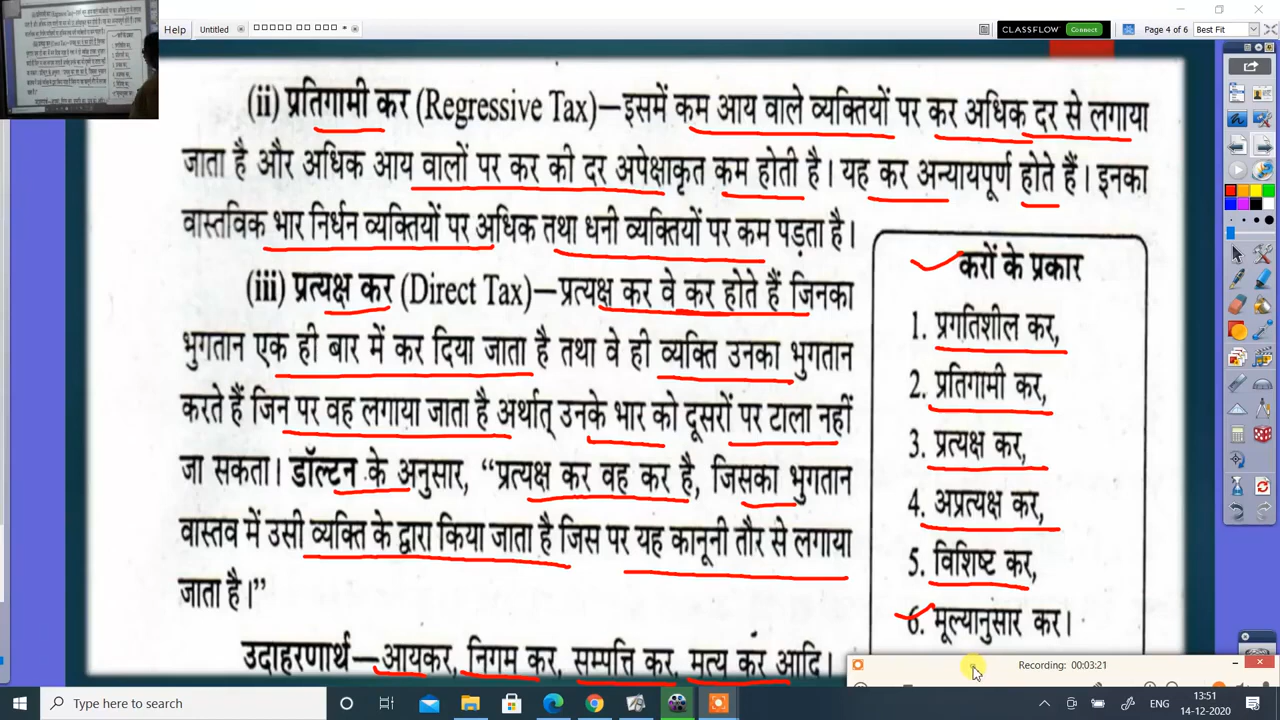 Help
Untitled
CLASSFLOW Connect
Page 4 of 6
Best Fit
(ii) प्रतिगामी कर (Regressive Tax)—इसमें कम आय वाले व्यक्तियों पर कर अधिक दर से लगाया
जाता है और अधिक आय वालों पर कर की दर अपेक्षाकृत कम होती है। यह कर अन्यायपूर्ण होते हैं। इनका
वास्तविक भार निर्धन व्यक्तियों पर अधिक तथा धनी व्यक्तियों पर कम पड़ता है।
(iii) प्रत्यक्ष कर (Direct Tax)—प्रत्यक्ष कर वे कर होते हैं जिनका
भुगतान एक ही बार में कर दिया जाता है तथा वे ही व्यक्ति उनका भुगतान
करते हैं जिन पर वह लगाया जाता है अर्थात् उनके भार को दूसरों पर टाला नहीं
जा सकता। डॉल्टन के अनुसार, “प्रत्यक्ष कर वह कर है, जिसका भुगतान
वास्तव में उसी व्यक्ति के द्वारा किया जाता है जिस पर यह कानूनी तौर से लगाया
जाता है।”
उदाहरणार्थ—आयकर, निगम कर, सम्पत्ति कर, मृत्य कर आदि।
करों के प्रकार
1. प्रगतिशील कर,
2. प्रतिगामी कर,
3. प्रत्यक्ष कर,
4. अप्रत्यक्ष कर,
5. विशिष्ट कर,
6. मूल्यानुसार कर।
Recording: 00:03:21
Type here to search
ENG
13:51
14-12-2020